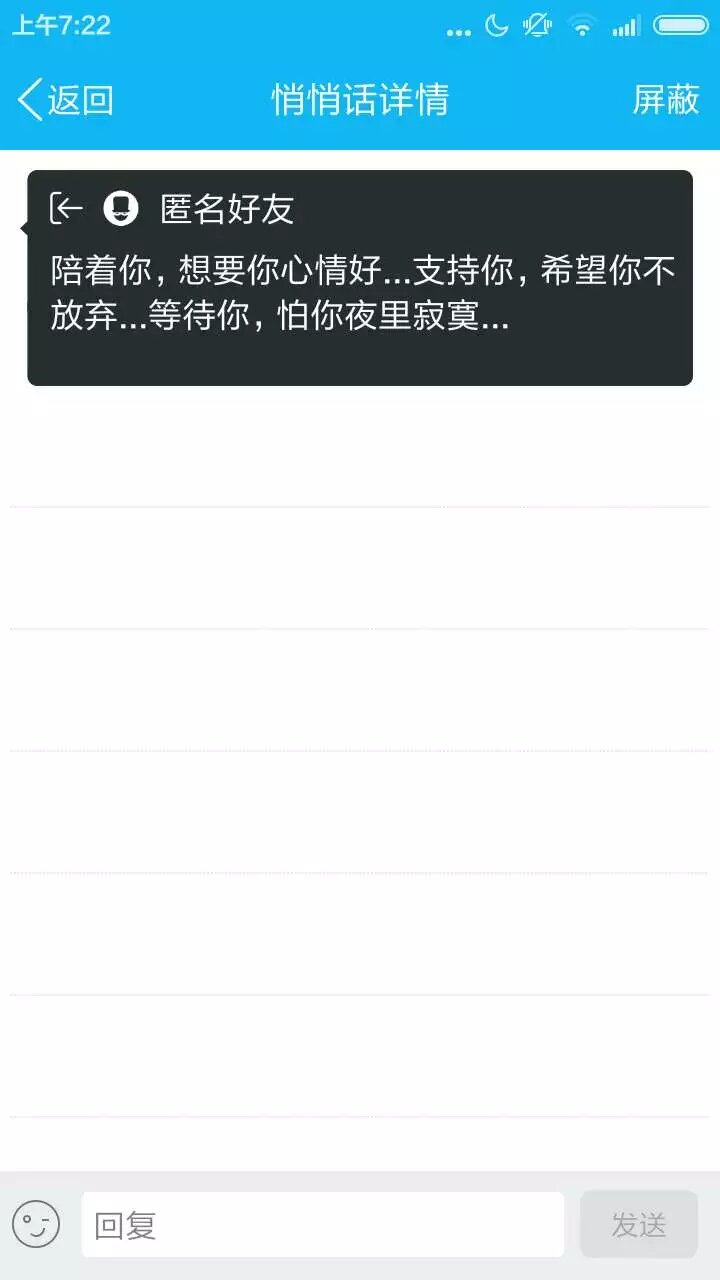 上午7:22
返回 悄悄话详情 屏蔽
匿名好友
陪着你，想要你心情好...支持你，希望你不
放弃...等待你，怕你夜里寂寞...
回复 发送